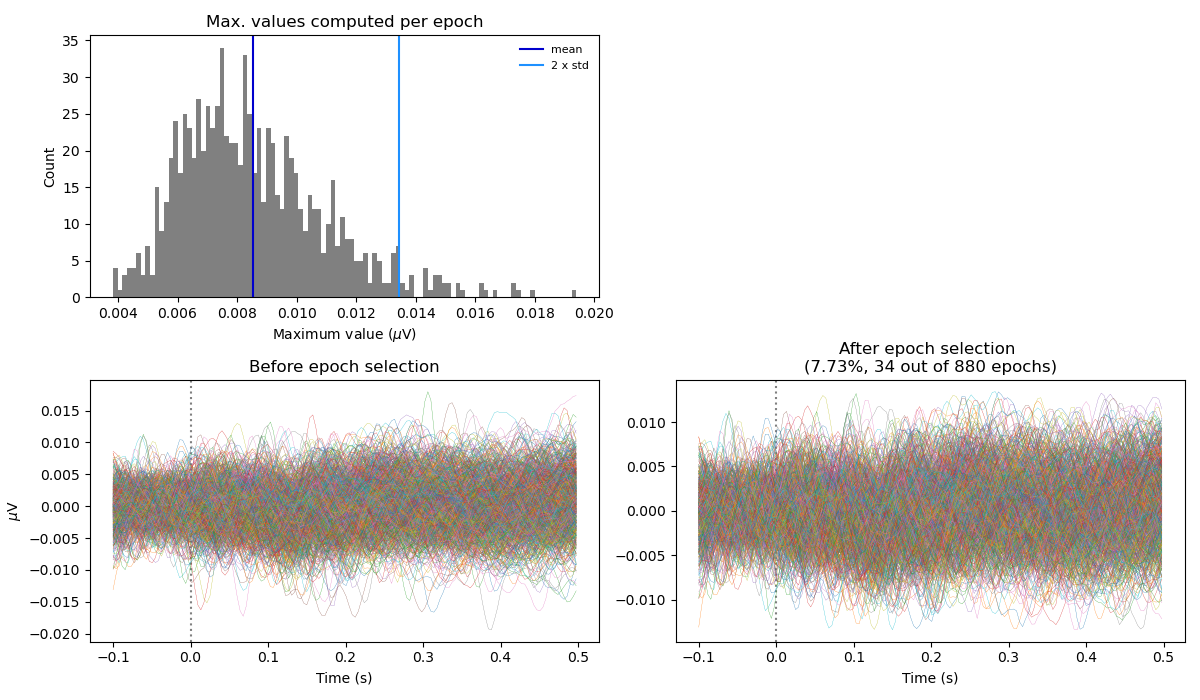 Max. values computed per epoch
35
30
25
20
15
10
5
0
Count
mean
2 x std
0.004 0.006 0.008 0.010 0.012 0.014 0.016 0.018 0.020
Maximum value (μV)
Before epoch selection
0.015
0.010
0.005
0.000
−0.005
−0.010
−0.015
−0.020
μV
−0.1 0.0 0.1 0.2 0.3 0.4 0.5
Time (s)
After epoch selection
(7.73%, 34 out of 880 epochs)
0.010
0.005
0.000
−0.005
−0.010
−0.1 0.0 0.1 0.2 0.3 0.4 0.5
Time (s)